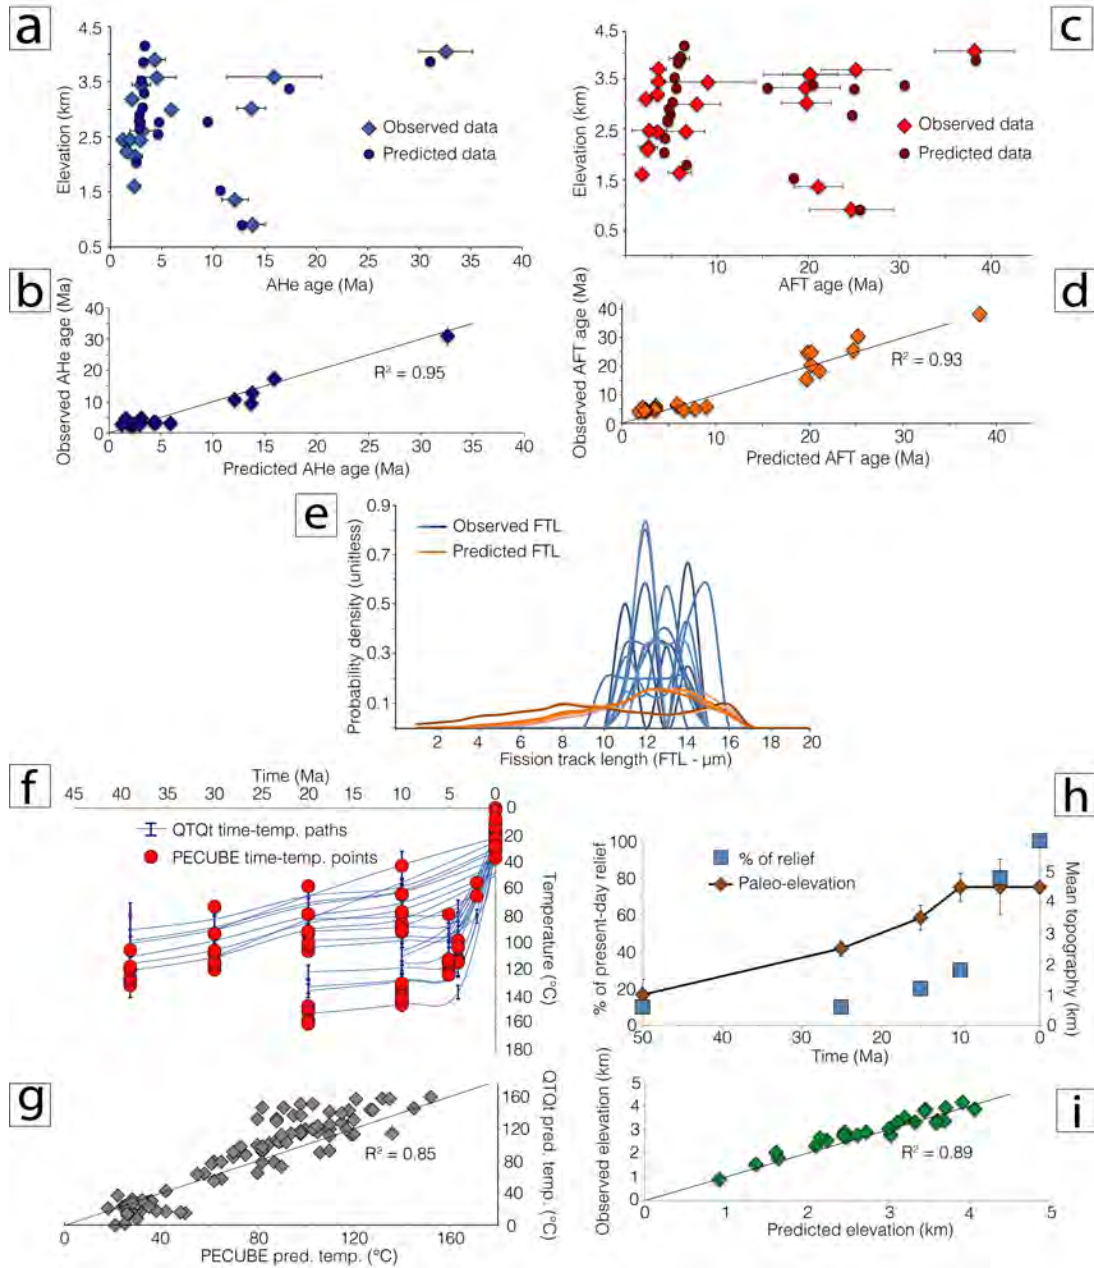 a
4.5
3.5
2.5
1.5
0.5
Elevation (km)
Observed data
Predicted data
0 5 10 15 20 25 30 35 40
AHe age (Ma)
c
4.5
3.5
2.5
1.5
0.5
Elevation (km)
Observed data
Predicted data
10 20 30 40
AFT age (Ma)
b
Observed AHe age (Ma)
40
30
20
10
0
R² = 0.95
0 5 10 15 20 25 30 35 40
Predicted AHe age (Ma)
d
Observed AFT age (Ma)
40
30
20
10
0
R² = 0.93
0 10 20 30 40
Predicted AFT age (Ma)
e
Probability density (unitless)
0.9
0.7
0.5
0.3
0.1
Observed FTL
Predicted FTL
2 4 6 8 10 12 14 16 18 20
Fission track length (FTL - µm)
f
Time (Ma)
45 40 30 20 10 5 0
QTQt time-temp. paths
PECUBE time-temp. points
0
20
40
60
80
100
120
140
160
180
Temperature (°C)
h
% of present-day relief
100
80
60
40
20
0
% of relief
Paleo-elevation
5
4
3
2
1
0
Mean topography (km)
50 40 30 20 10 0
Time (Ma)
g
QTQt pred. temp. (°C)
160
120
80
40
0
R² = 0.85
0 40 80 120 160
PECUBE pred. temp. (°C)
i
Observed elevation (km)
5
4
3
2
1
0
R² = 0.89
0 1 2 3 4 5
Predicted elevation (km)